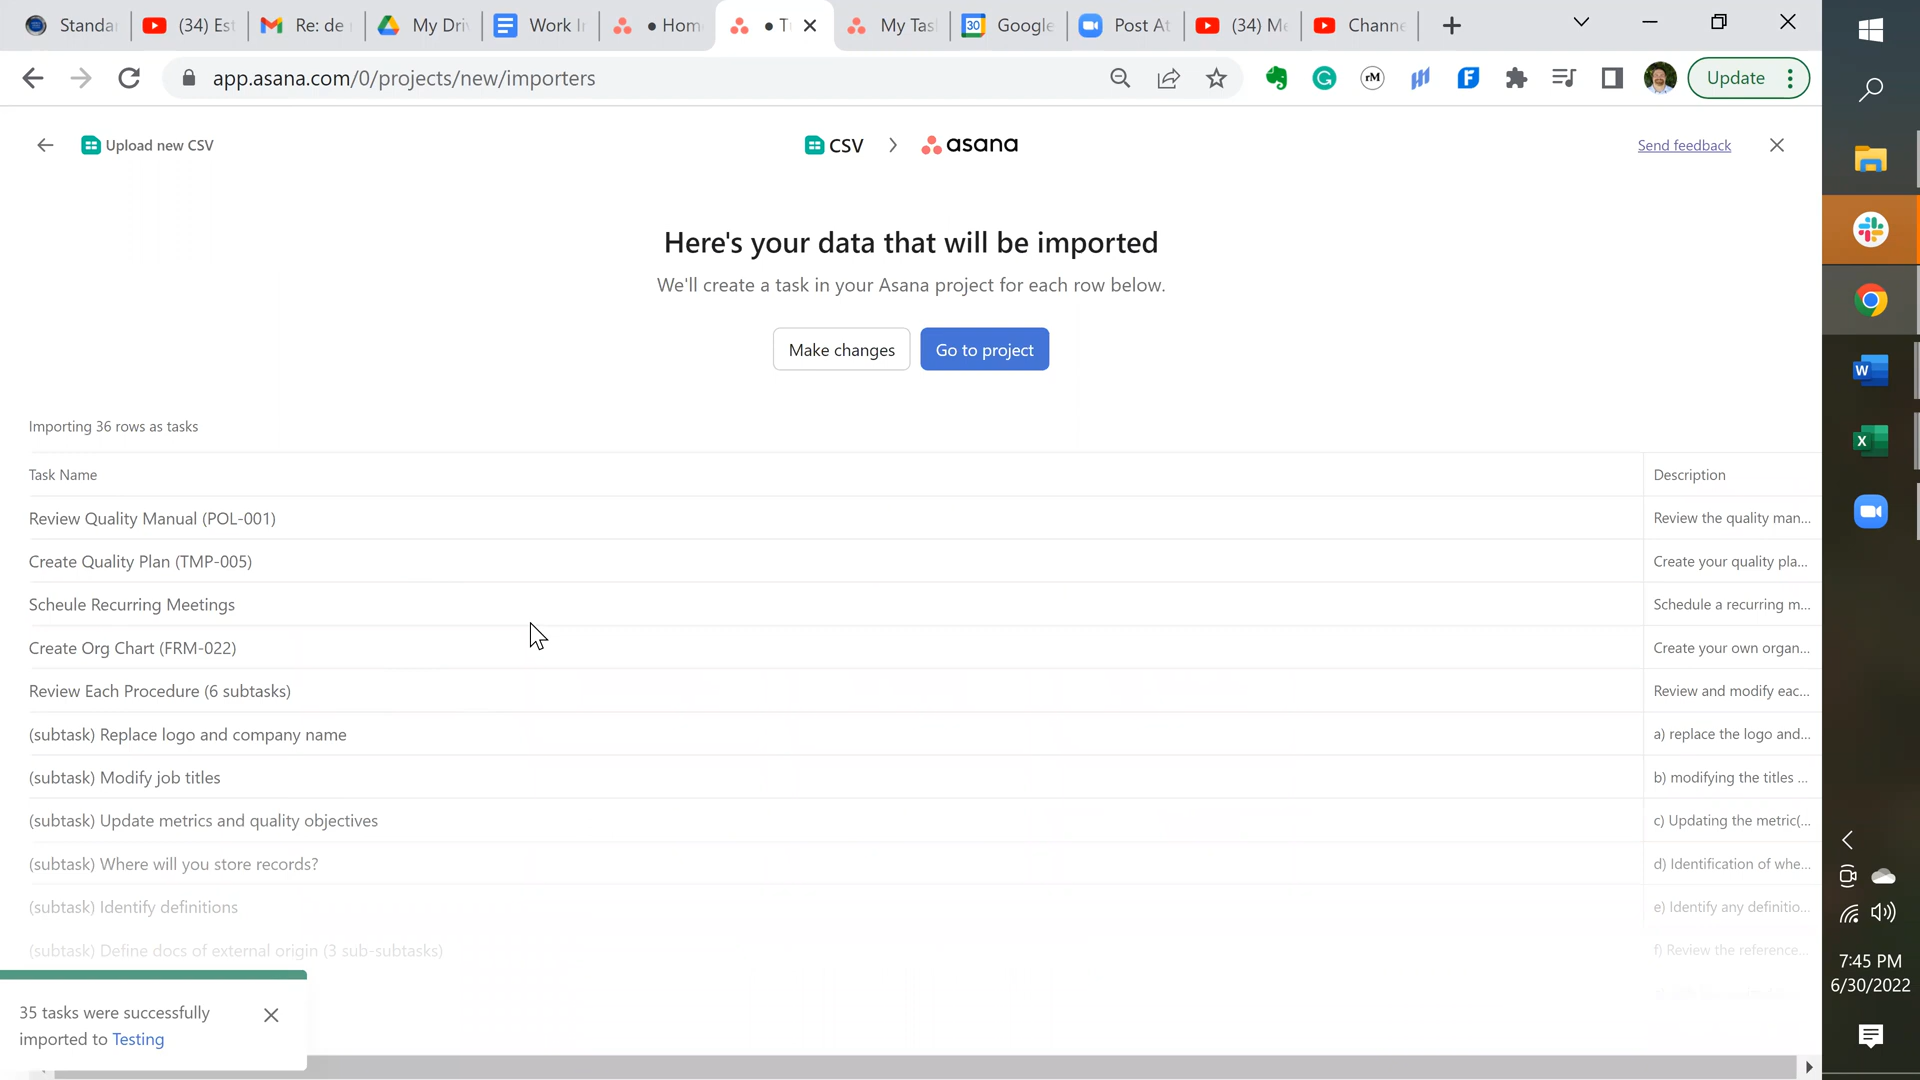 Standar
(34) Est
Re: de
My Driv
Work In
• Hom
• T
My Tas
30
Google
Post At
(34) Me
Channe
app.asana.com/0/projects/new/importers
Update
Upload new CSV
CSV
asana
Send feedback
Here's your data that will be imported
We'll create a task in your Asana project for each row below.
Make changes
Go to project
Importing 36 rows as tasks
Task Name
Description
Review Quality Manual (POL-001)
Review the quality man...
Create Quality Plan (TMP-005)
Create your quality pla...
Scheule Recurring Meetings
Schedule a recurring m...
Create Org Chart (FRM-022)
Create your own organ...
Review Each Procedure (6 subtasks)
Review and modify eac...
(subtask) Replace logo and company name
a) replace the logo and...
(subtask) Modify job titles
b) modifying the titles ...
(subtask) Update metrics and quality objectives
c) Updating the metric(...
(subtask) Where will you store records?
d) Identification of whe...
(subtask) Identify definitions
e) Identify any definitio...
(subtask) Define docs of external origin (3 sub-subtasks)
f) Review the reference...
35 tasks were successfully
imported to Testing
7:45 PM
6/30/2022